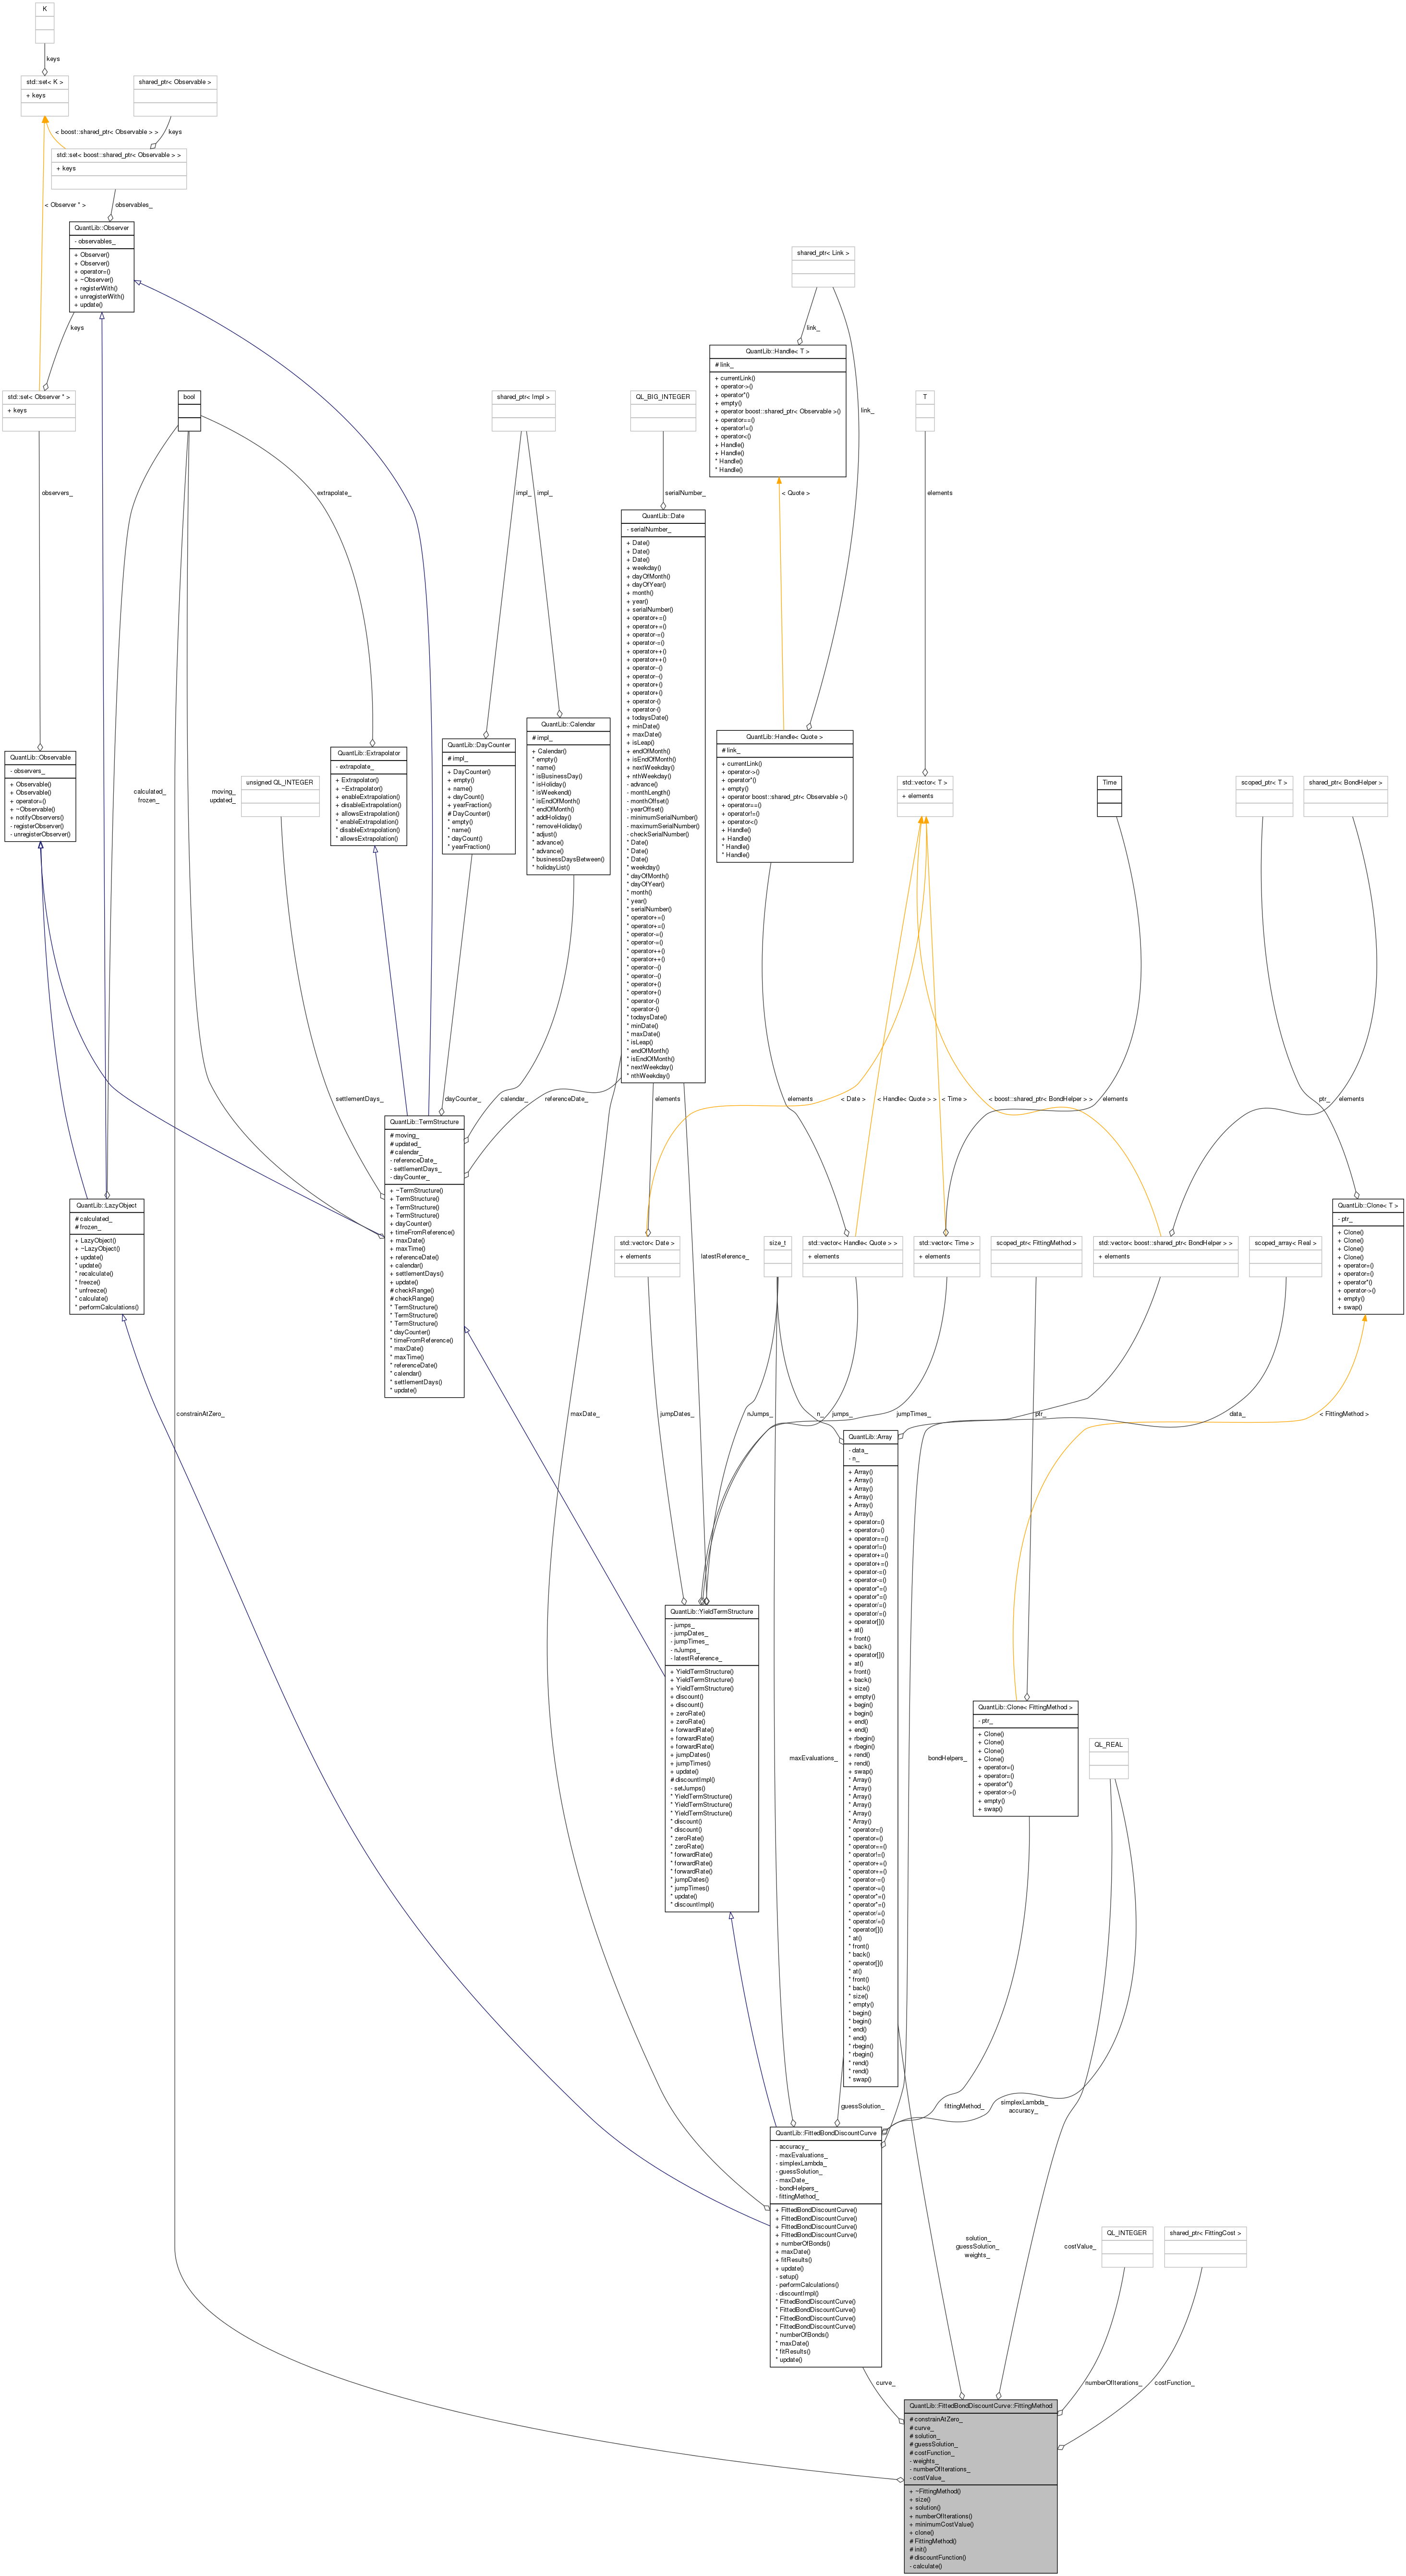 K
keys
std::set< K >
+ keys
shared_ptr< Observable >
< boost::shared_ptr< Observable > >
keys
std::set< boost::shared_ptr< Observable > >
+ keys
< Observer * >
observables_
QuantLib::Observer
- observables_
+ Observer()
+ Observer()
+ operator=()
+ ~Observer()
+ registerWith()
+ unregisterWith()
+ update()
keys
std::set< Observer * >
+ keys
observers_
bool
extrapolate_
shared_ptr< Impl >
impl_
impl_
QL_BIG_INTEGER
serialNumber_
shared_ptr< Link >
link_
link_
QuantLib::Handle< T >
# link_
+ currentLink()
+ operator->()
+ operator*()
+ empty()
+ operator boost::shared_ptr< Observable >()
+ operator==()
+ operator!=()
+ operator<()
+ Handle()
+ Handle()
* Handle()
* Handle()
< Quote >
T
elements
QuantLib::Date
- serialNumber_
+ Date()
+ Date()
+ Date()
+ weekday()
+ dayOfMonth()
+ dayOfYear()
+ month()
+ year()
+ serialNumber()
+ operator+=()
+ operator+=()
+ operator-=()
+ operator-=()
+ operator++()
+ operator++()
+ operator--()
+ operator--()
+ operator+()
+ operator+()
+ operator-()
+ operator-()
+ todaysDate()
+ minDate()
+ maxDate()
+ isLeap()
+ endOfMonth()
+ isEndOfMonth()
+ nextWeekday()
+ nthWeekday()
- advance()
- monthLength()
- monthOffset()
- yearOffset()
- minimumSerialNumber()
- maximumSerialNumber()
- checkSerialNumber()
* Date()
* Date()
* Date()
* weekday()
* dayOfMonth()
* dayOfYear()
* month()
* year()
* serialNumber()
* operator+=()
* operator+=()
* operator-=()
* operator-=()
* operator++()
* operator++()
* operator--()
* operator--()
* operator+()
* operator+()
* operator-()
* operator-()
* todaysDate()
* minDate()
* maxDate()
* isLeap()
* endOfMonth()
* isEndOfMonth()
* nextWeekday()
* nthWeekday()
QuantLib::Observable
- observers_
+ Observable()
+ Observable()
+ operator=()
+ ~Observable()
+ notifyObservers()
- registerObserver()
- unregisterObserver()
calculated_
frozen_
moving_
updated_
unsigned QL_INTEGER
QuantLib::Extrapolator
- extrapolate_
+ Extrapolator()
+ ~Extrapolator()
+ enableExtrapolation()
+ disableExtrapolation()
+ allowsExtrapolation()
* enableExtrapolation()
* disableExtrapolation()
* allowsExtrapolation()
QuantLib::DayCounter
# impl_
+ DayCounter()
+ empty()
+ name()
+ dayCount()
+ yearFraction()
# DayCounter()
* empty()
* name()
* dayCount()
* yearFraction()
QuantLib::Calendar
# impl_
+ Calendar()
* empty()
* name()
* isBusinessDay()
* isHoliday()
* isWeekend()
* isEndOfMonth()
* endOfMonth()
* addHoliday()
* removeHoliday()
* adjust()
* advance()
* advance()
* businessDaysBetween()
* holidayList()
QuantLib::Handle< Quote >
# link_
+ currentLink()
+ operator->()
+ operator*()
+ empty()
+ operator boost::shared_ptr< Observable >()
+ operator==()
+ operator!=()
+ operator<()
+ Handle()
+ Handle()
* Handle()
* Handle()
std::vector< T >
+ elements
Time
scoped_ptr< T >
shared_ptr< BondHelper >
settlementDays_
dayCounter_
calendar_
referenceDate_
elements
< Date >
elements
< Handle< Quote > >
< Time >
< boost::shared_ptr< BondHelper > >
elements
ptr_
elements
QuantLib::TermStructure
# moving_
# updated_
# calendar_
- referenceDate_
- settlementDays_
- dayCounter_
+ ~TermStructure()
+ TermStructure()
+ TermStructure()
+ TermStructure()
+ dayCounter()
+ timeFromReference()
+ maxDate()
+ maxTime()
+ referenceDate()
+ calendar()
+ settlementDays()
+ update()
# checkRange()
# checkRange()
* TermStructure()
* TermStructure()
* TermStructure()
* dayCounter()
* timeFromReference()
* maxDate()
* maxTime()
* referenceDate()
* calendar()
* settlementDays()
* update()
QuantLib::LazyObject
# calculated_
# frozen_
+ LazyObject()
+ ~LazyObject()
+ update()
* update()
* recalculate()
* freeze()
* unfreeze()
* calculate()
* performCalculations()
std::vector< Date >
+ elements
latestReference_
size_t
std::vector< Handle< Quote > >
+ elements
std::vector< Time >
+ elements
scoped_ptr< FittingMethod >
std::vector< boost::shared_ptr< BondHelper > >
+ elements
scoped_array< Real >
QuantLib::Clone< T >
- ptr_
+ Clone()
+ Clone()
+ Clone()
+ Clone()
+ operator=()
+ operator=()
+ operator*()
+ operator->()
+ empty()
+ swap()
constrainAtZero_
maxDate_
jumpDates_
nJumps_
n_
jumps_
jumpTimes_
ptr_
data_
< FittingMethod >
QuantLib::Array
- data_
- n_
+ Array()
+ Array()
+ Array()
+ Array()
+ Array()
+ Array()
+ operator=()
+ operator=()
+ operator==()
+ operator!=()
+ operator+=()
+ operator+=()
+ operator-=()
+ operator-=()
+ operator*=()
+ operator*=()
+ operator/=()
+ operator/=()
+ operator[]()
+ at()
+ front()
+ back()
+ operator[]()
+ at()
+ front()
+ back()
+ size()
+ empty()
+ begin()
+ begin()
+ end()
+ end()
+ rbegin()
+ rbegin()
+ rend()
+ rend()
+ swap()
* Array()
* Array()
* Array()
* Array()
* Array()
* Array()
* operator=()
* operator=()
* operator==()
* operator!=()
* operator+=()
* operator+=()
* operator-=()
* operator-=()
* operator*=()
* operator*=()
* operator/=()
* operator/=()
* operator[]()
* at()
* front()
* back()
* operator[]()
* at()
* front()
* back()
* size()
* empty()
* begin()
* begin()
* end()
* end()
* rbegin()
* rbegin()
* rend()
* rend()
* swap()
QuantLib::YieldTermStructure
- jumps_
- jumpDates_
- jumpTimes_
- nJumps_
- latestReference_
+ YieldTermStructure()
+ YieldTermStructure()
+ YieldTermStructure()
+ discount()
+ discount()
+ zeroRate()
+ zeroRate()
+ forwardRate()
+ forwardRate()
+ forwardRate()
+ jumpDates()
+ jumpTimes()
+ update()
# discountImpl()
- setJumps()
* YieldTermStructure()
* YieldTermStructure()
* YieldTermStructure()
* discount()
* discount()
* zeroRate()
* zeroRate()
* forwardRate()
* forwardRate()
* forwardRate()
* jumpDates()
* jumpTimes()
* update()
* discountImpl()
maxEvaluations_
bondHelpers_
QuantLib::Clone< FittingMethod >
- ptr_
+ Clone()
+ Clone()
+ Clone()
+ Clone()
+ operator=()
+ operator=()
+ operator*()
+ operator->()
+ empty()
+ swap()
QL_REAL
guessSolution_
fittingMethod_
simplexLambda_
accuracy_
QuantLib::FittedBondDiscountCurve
- accuracy_
- maxEvaluations_
- simplexLambda_
- guessSolution_
- maxDate_
- bondHelpers_
- fittingMethod_
+ FittedBondDiscountCurve()
+ FittedBondDiscountCurve()
+ FittedBondDiscountCurve()
+ FittedBondDiscountCurve()
+ numberOfBonds()
+ maxDate()
+ fitResults()
+ update()
- setup()
- performCalculations()
- discountImpl()
* FittedBondDiscountCurve()
* FittedBondDiscountCurve()
* FittedBondDiscountCurve()
* FittedBondDiscountCurve()
* numberOfBonds()
* maxDate()
* fitResults()
* update()
solution_
guessSolution_
weights_
costValue_
QL_INTEGER
shared_ptr< FittingCost >
curve_
numberOfIterations_
costFunction_
QuantLib::FittedBondDiscountCurve::FittingMethod
# constrainAtZero_
# curve_
# solution_
# guessSolution_
# costFunction_
- weights_
- numberOfIterations_
- costValue_
+ ~FittingMethod()
+ size()
+ solution()
+ numberOfIterations()
+ minimumCostValue()
+ clone()
# FittingMethod()
# init()
# discountFunction()
- calculate()